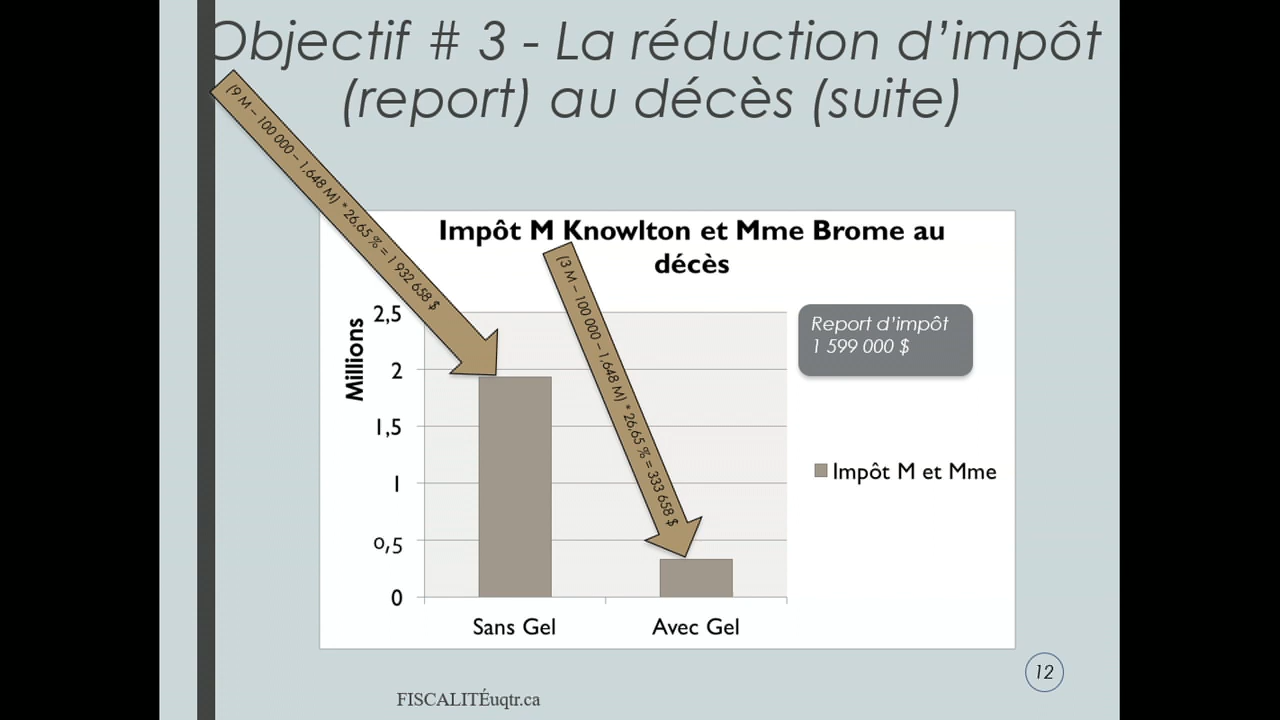 Objectif # 3 - La réduction d’impôt
(report) au décès (suite)
(9 M – 100 000 – 1,648 M) * 26,65 % = 1 932 658 $
Impôt M Knowlton et Mme Brome au
décès
(3 M – 100 000 – 1,648 M) * 26,65 % = 333 658 $
Millions
2,5
2
1,5
1
0,5
0
Sans Gel
Avec Gel
Report d’impôt
1 599 000 $
Impôt M et Mme
12
FISCALITÉuqtr.ca